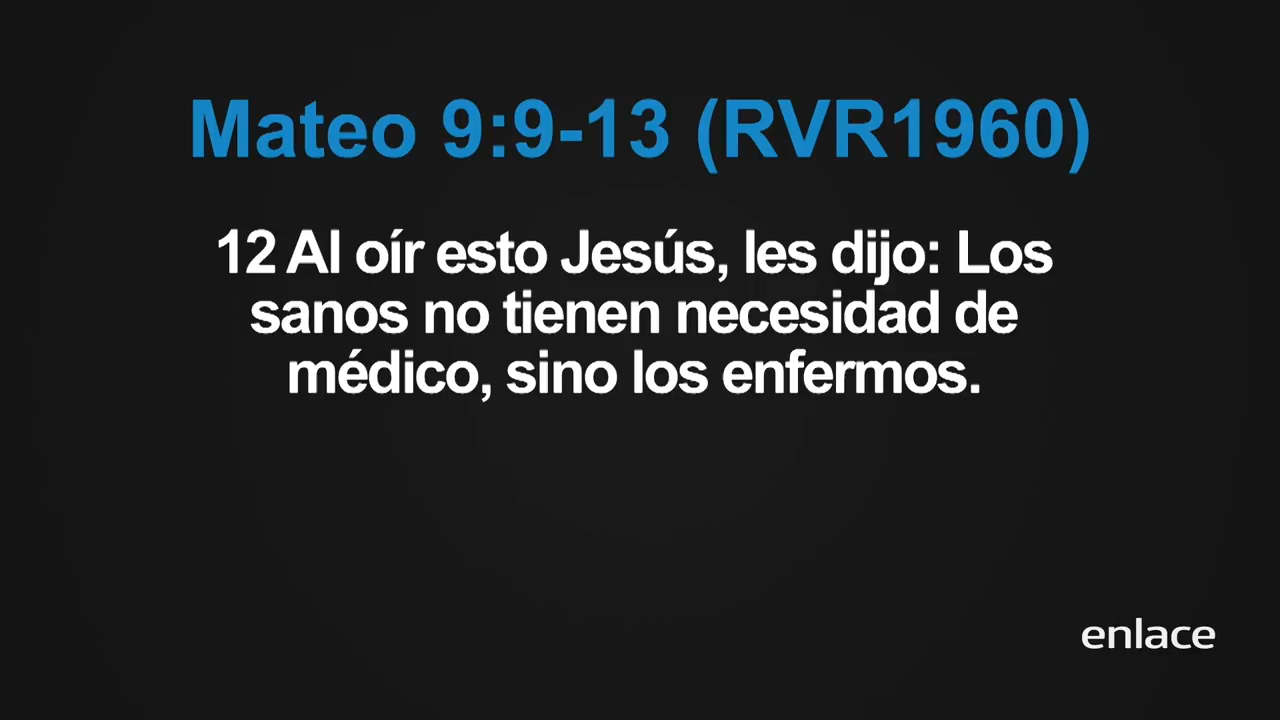 Mateo 9:9-13 (RVR1960)
12 Al oír esto Jesús, les dijo: Los
sanos no tienen necesidad de
médico, sino los enfermos.
enlace